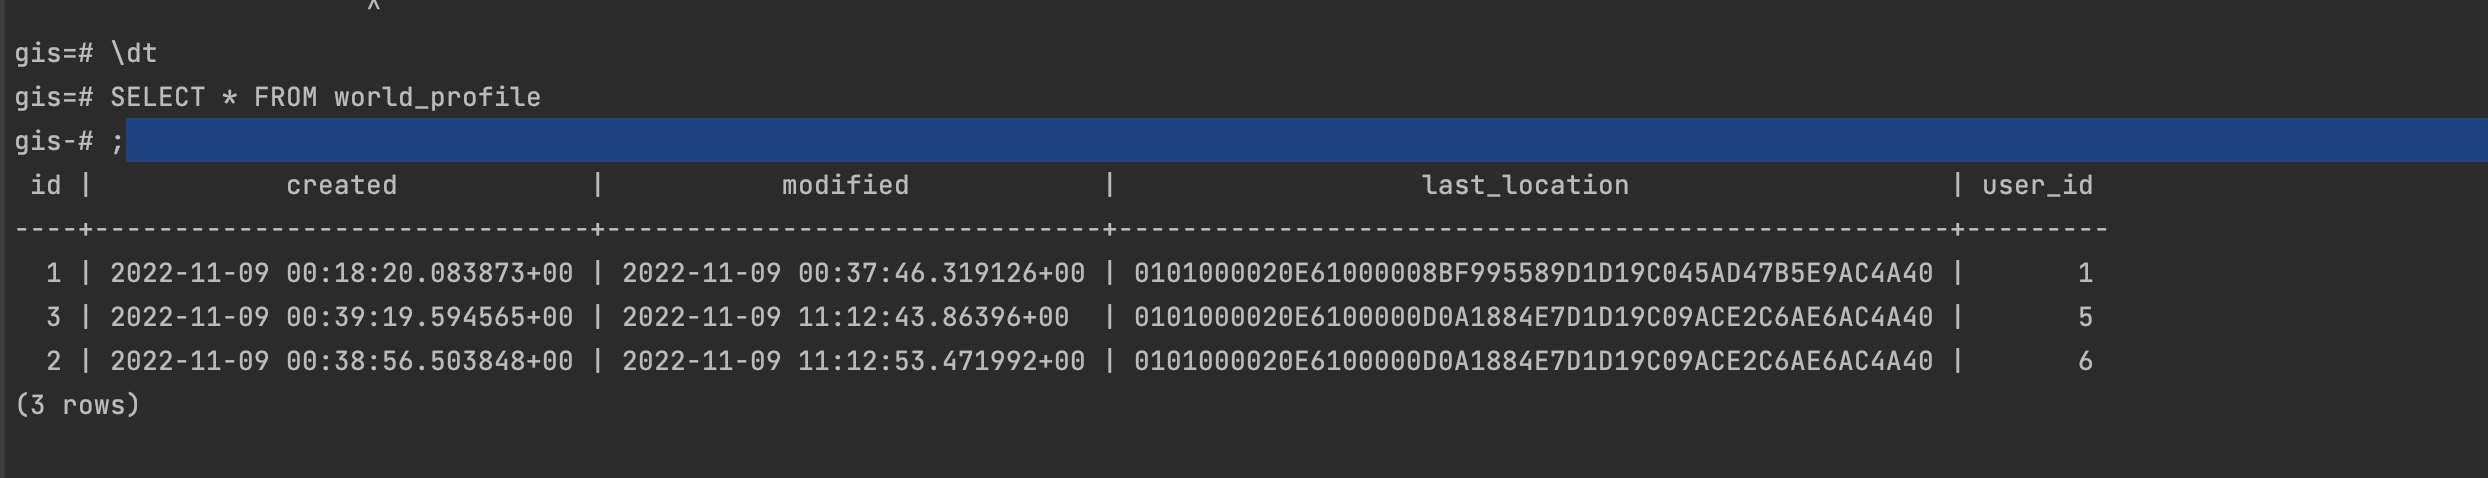 ^
gis=# \dt
gis=# SELECT * FROM world_profile
gis-# ;
 id |            created            |           modified            |                   last_location                    | user_id
----+-------------------------------+-------------------------------+----------------------------------------------------+---------
  1 | 2022-11-09 00:18:20.083873+00 | 2022-11-09 00:37:46.319126+00 | 0101000020E61000008BF995589D1D19C045AD47B5E9AC4A40 |       1
  3 | 2022-11-09 00:39:19.594565+00 | 2022-11-09 11:12:43.86396+00  | 0101000020E6100000D0A1884E7D1D19C09ACE2C6AE6AC4A40 |       5
  2 | 2022-11-09 00:38:56.503848+00 | 2022-11-09 11:12:53.471992+00 | 0101000020E6100000D0A1884E7D1D19C09ACE2C6AE6AC4A40 |       6
(3 rows)